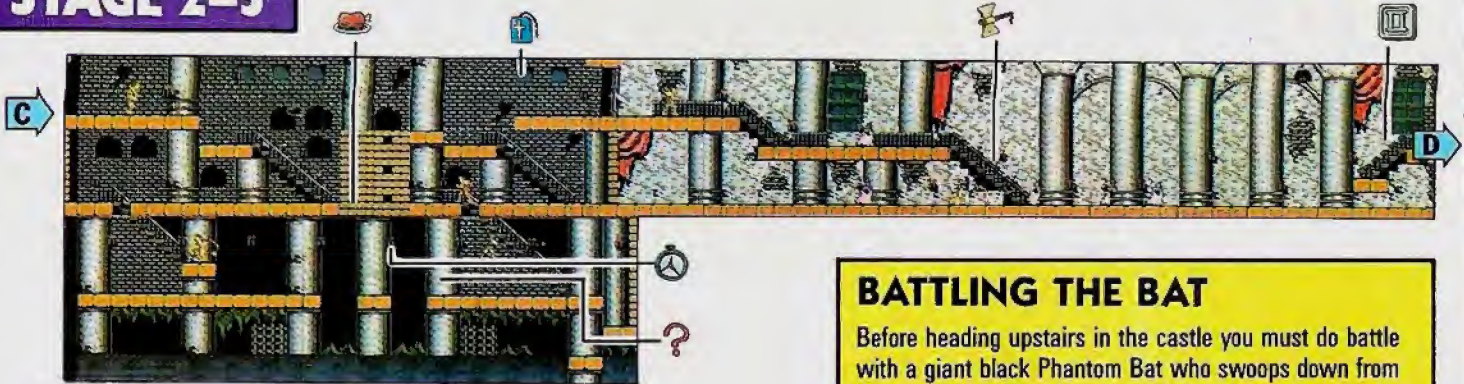 STAGE 2–3
C
D
?
BATTLING THE BAT
Before heading upstairs in the castle you must do battle
with a giant black Phantom Bat who swoops down from